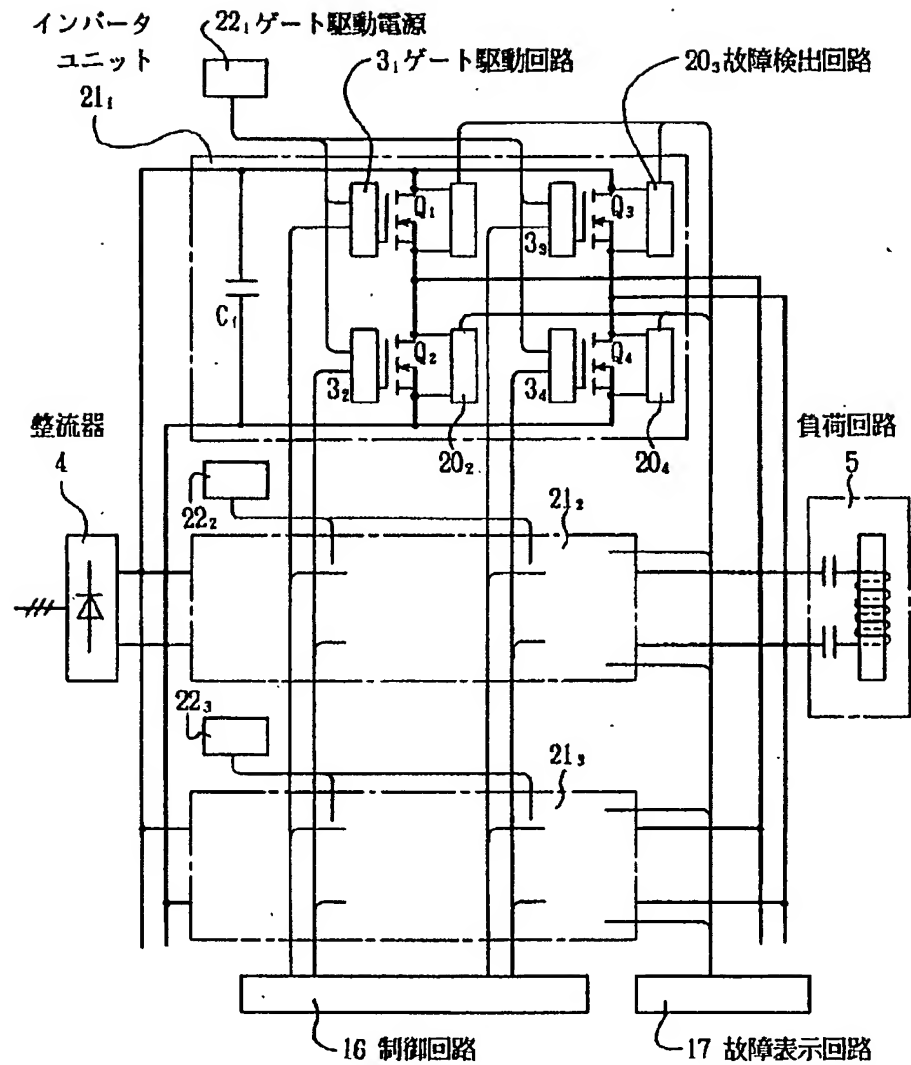 インバータ
ユニット
21₁
22₁ゲート駆動電源
3₁ゲート駆動回路
20₃故障検出回路
Q₁
3₃
Q₃
C₁
3₂
Q₂
3₄
Q₄
20₂
20₄
整流器
4
負荷回路
5
22₂
21₂
22₃
21₃
16 制御回路
17 故障表示回路